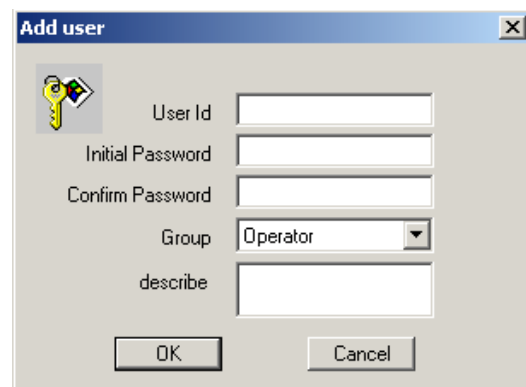 Add user
User Id
Initial Password
Confirm Password
Group Operator
describe
OK Cancel